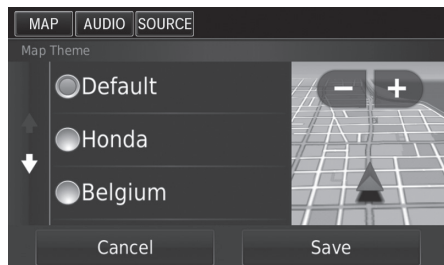 MAP AUDIO SOURCE
Map Theme
Default
Honda
Belgium
Cancel Save